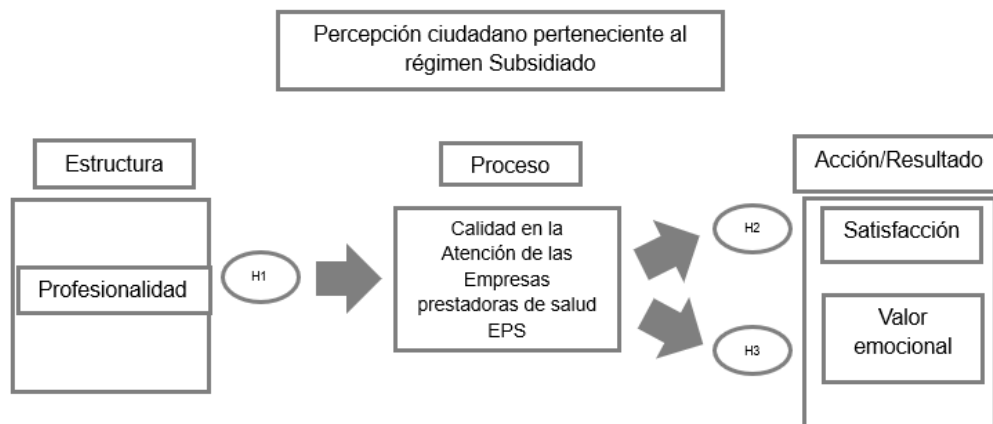 Percepción ciudadano perteneciente al
régimen Subsidiado
Estructura
Proceso
Acción/Resultado
Profesionalidad
H1
Calidad en la
Atención de las
Empresas
prestadoras de salud
EPS
H2
H3
Satisfacción
Valor
emocional